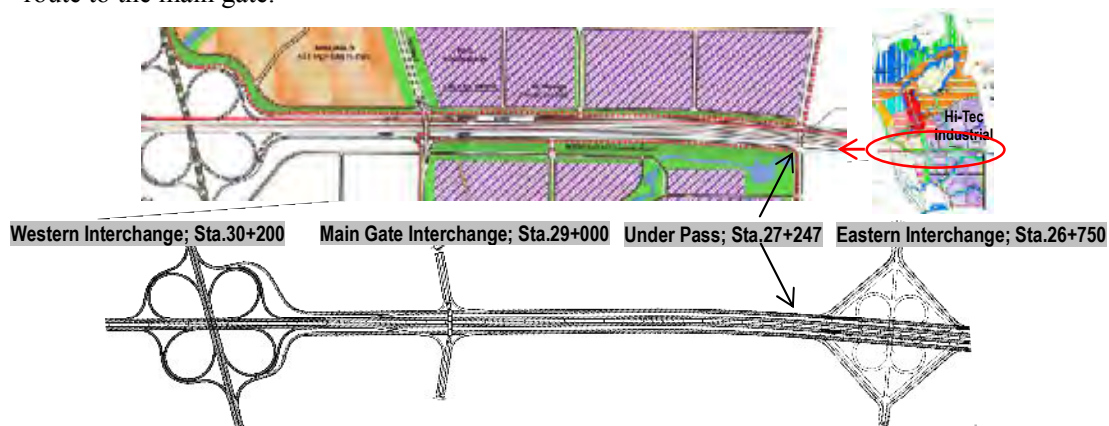 route to the main gate.
Hi-Tec
Industrial
Western Interchange; Sta.30+200
Main Gate Interchange; Sta.29+000
Under Pass; Sta.27+247
Eastern Interchange; Sta.26+750